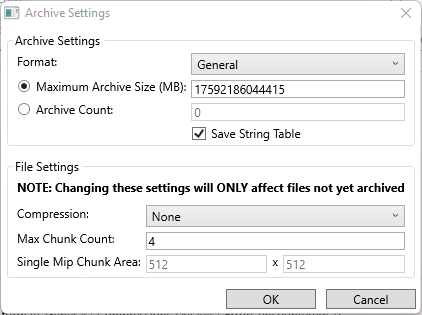 Archive Settings
Archive Settings
Format: General
Maximum Archive Size (MB): 17592186044415
Archive Count: 0
Save String Table
File Settings
NOTE: Changing these settings will ONLY affect files not yet archived
Compression: None
Max Chunk Count: 4
Single Mip Chunk Area: 512 x 512
OK Cancel